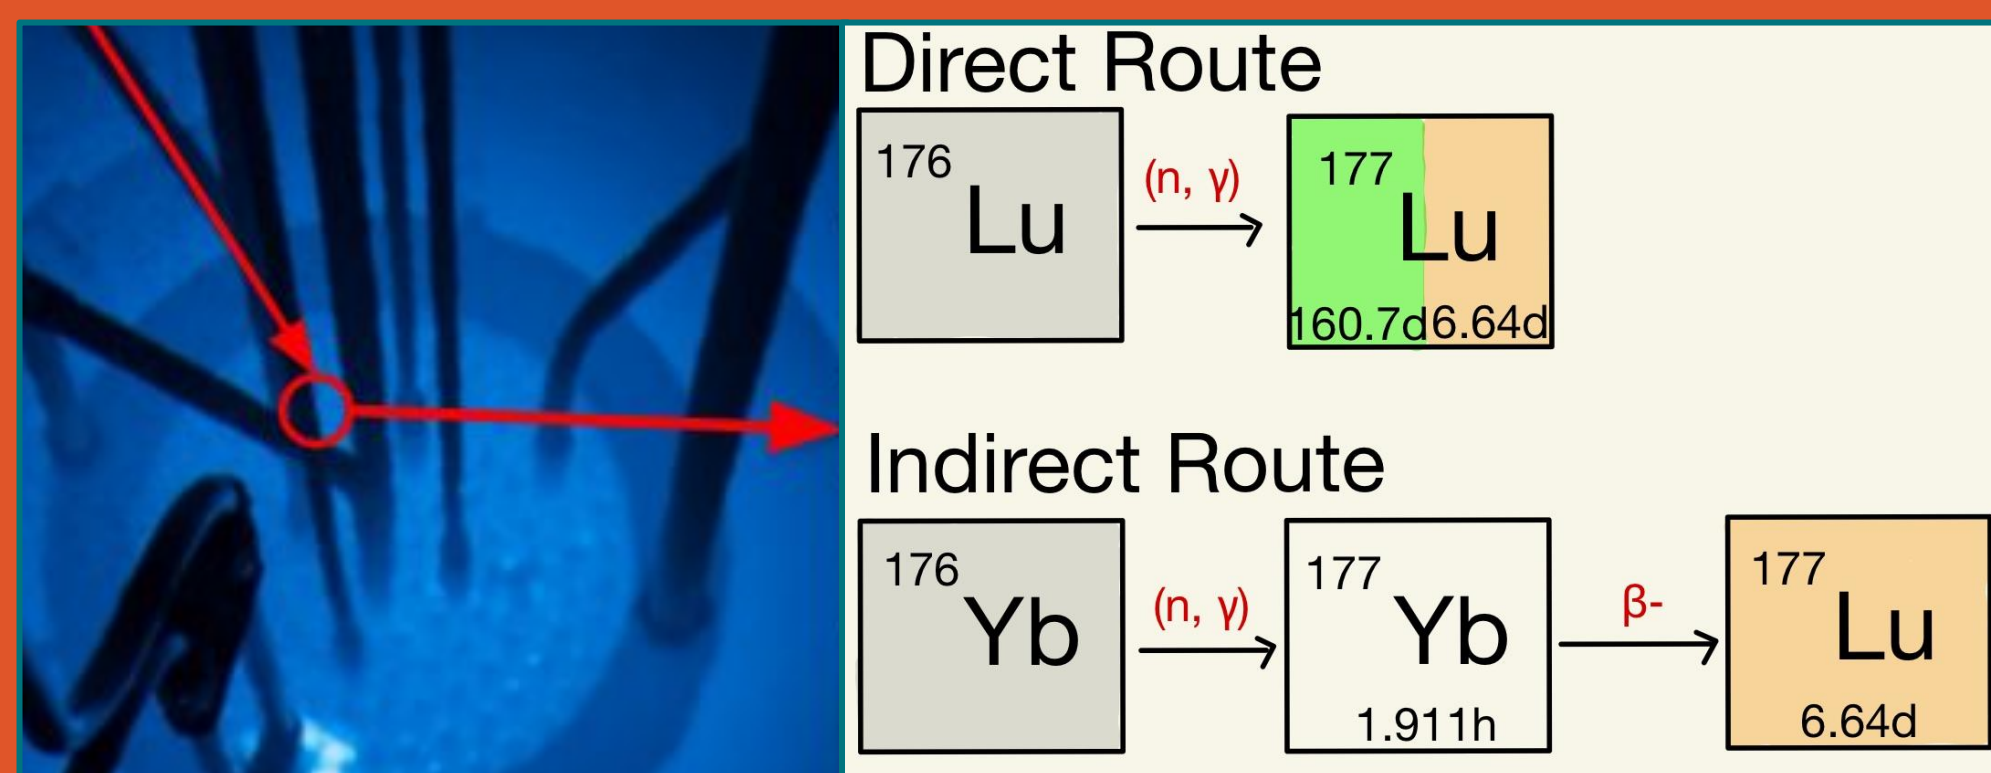 Direct Route
176 Lu (n, γ) 177 Lu
160.7d 6.64d
Indirect Route
176 Yb (n, γ) 177 Yb β- 177 Lu
1.911h 6.64d